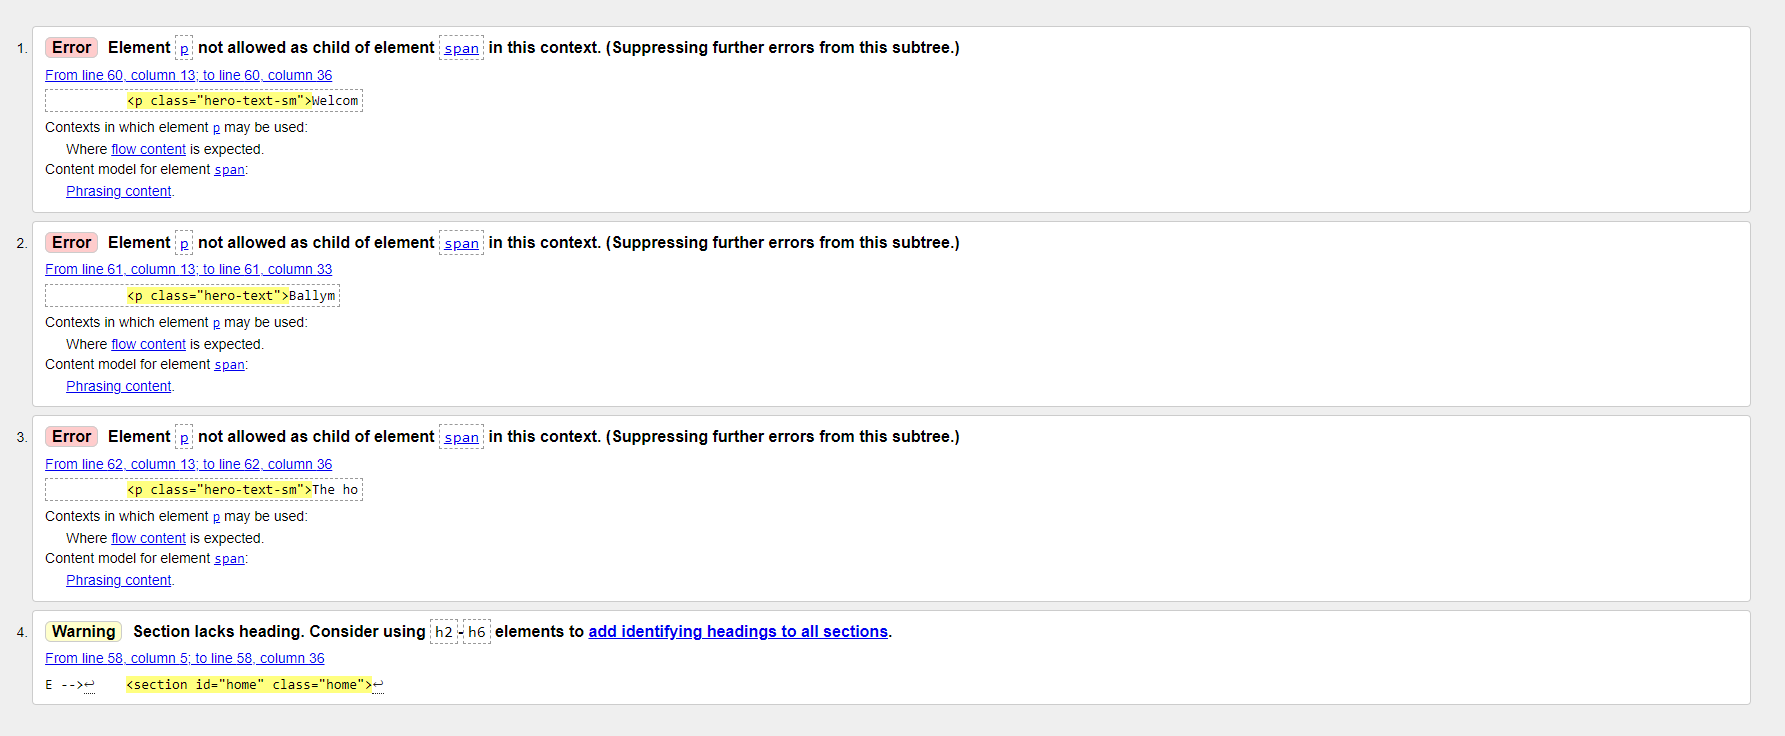 1. Error Element p not allowed as child of element span in this context. (Suppressing further errors from this subtree.)
From line 60, column 13; to line 60, column 36
<p class="hero-text-sm">Welcom
Contexts in which element p may be used:
Where flow content is expected.
Content model for element span:
Phrasing content.
2. Error Element p not allowed as child of element span in this context. (Suppressing further errors from this subtree.)
From line 61, column 13; to line 61, column 33
<p class="hero-text">Ballym
Contexts in which element p may be used:
Where flow content is expected.
Content model for element span:
Phrasing content.
3. Error Element p not allowed as child of element span in this context. (Suppressing further errors from this subtree.)
From line 62, column 13; to line 62, column 36
<p class="hero-text-sm">The ho
Contexts in which element p may be used:
Where flow content is expected.
Content model for element span:
Phrasing content.
4. Warning Section lacks heading. Consider using h2-h6 elements to add identifying headings to all sections.
From line 58, column 5; to line 58, column 36
E -->↩ <section id="home" class="home">↩